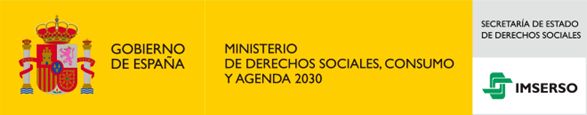 GOBIERNO
DE ESPAÑA
MINISTERIO
DE DERECHOS SOCIALES, CONSUMO
Y AGENDA 2030
SECRETARÍA DE ESTADO
DE DERECHOS SOCIALES
IMSERSO